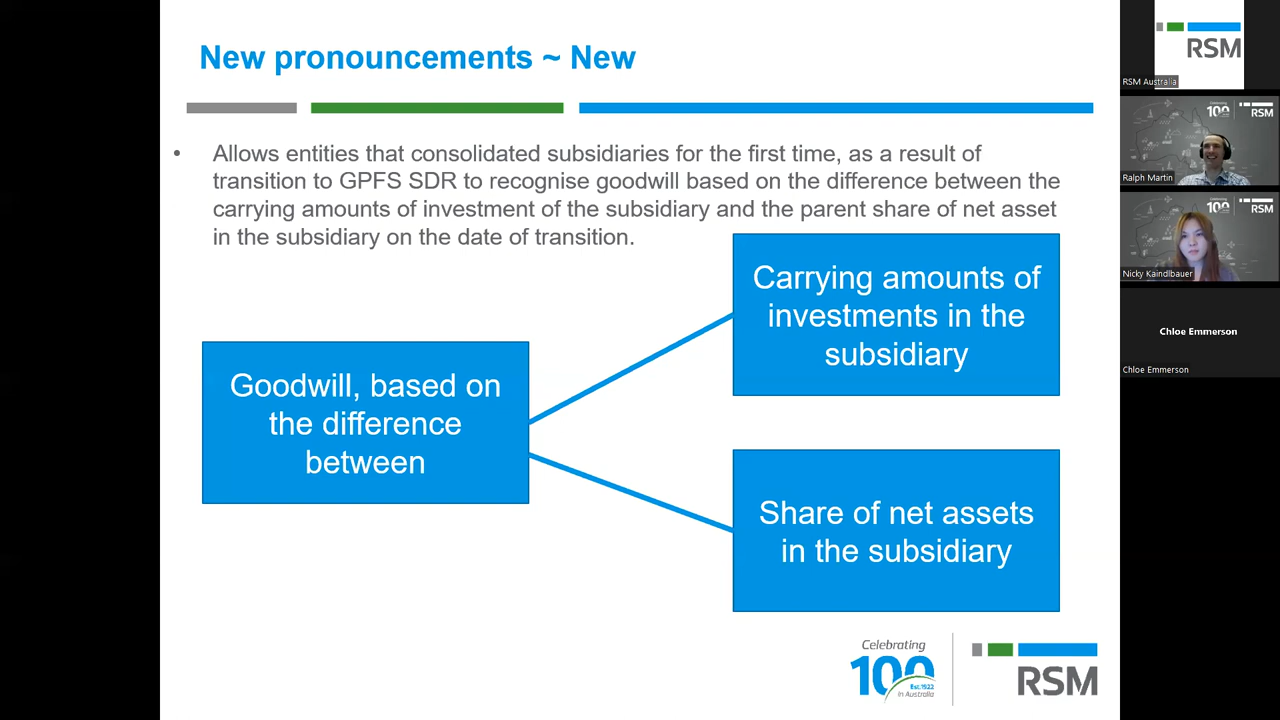 New pronouncements ~ New
• Allows entities that consolidated subsidiaries for the first time, as a result of
transition to GPFS SDR to recognise goodwill based on the difference between the
carrying amounts of investment of the subsidiary and the parent share of net asset
in the subsidiary on the date of transition.
Goodwill, based on
the difference
between
Carrying amounts of
investments in the
subsidiary
Share of net assets
in the subsidiary
Celebrating
100
Est.1922
in Australia
RSM
RSM
RSM Australia
Celebrating
100
RSM
Ralph Martin
100
RSM
Nicky Kaindlbauer
Chloe Emmerson
Chloe Emmerson